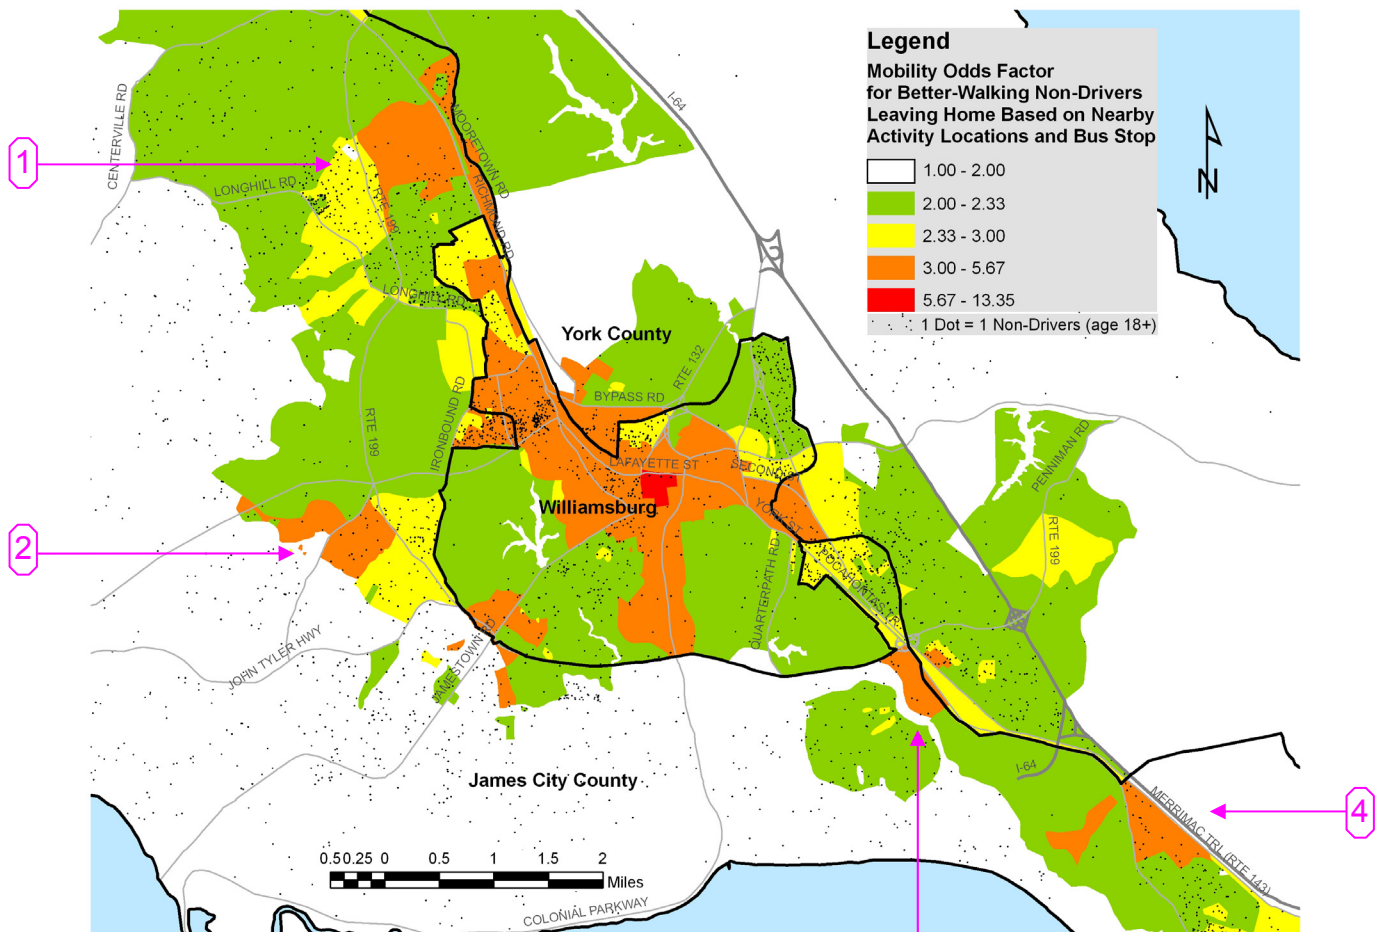 Legend
Mobility Odds Factor
for Better-Walking Non-Drivers
Leaving Home Based on Nearby
Activity Locations and Bus Stop
1.00 - 2.00
2.00 - 2.33
2.33 - 3.00
3.00 - 5.67
5.67 - 13.35
1 Dot = 1 Non-Drivers (age 18+)
N
I-64
CENTERVILLE RD
MOORETOWN RD
1
LONGHILL RD
RTE 199
RICHMOND RD
LONGHILL RD
York County
RTE 132
BYPASS RD
IRONBOUND RD
RTE 199
LAFAYETTE ST
SECOND ST
PENNIMAN RD
Williamsburg
YORK ST
RTE 199
2
POCAHONTAS TR
QUARTERPATH RD
JOHN TYLER HWY
JAMESTOWN RD
James City County
I-64
MERRIMAC TRL (RTE 143)
4
0.5 0.25 0 0.5 1 1.5 2
Miles
COLONIAL PARKWAY